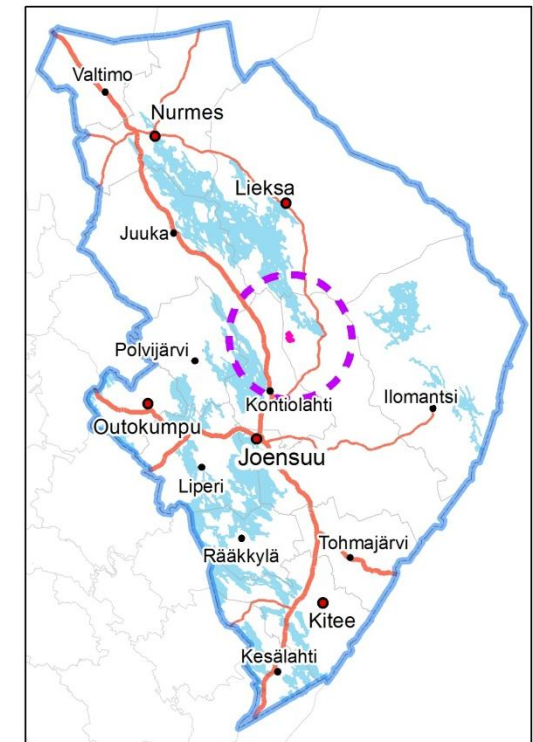 Valtimo
Nurmes
Lieksa
Juuka
Polvijärvi
Ilomantsi
Kontiolahti
Outokumpu
Joensuu
Liperi
Tohmajärvi
Rääkkylä
Kitee
Kesälahti